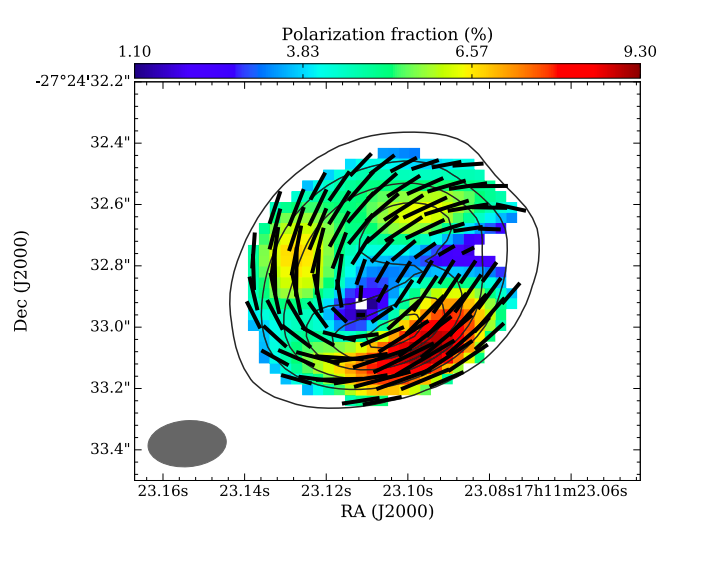 Polarization fraction (%)
1.10 3.83 6.57 9.30
-27°24'32.2"
32.4"
32.6"
32.8"
33.0"
33.2"
33.4"
Dec (J2000)
23.16s 23.14s 23.12s 23.10s 23.08s17h11m23.06s
RA (J2000)